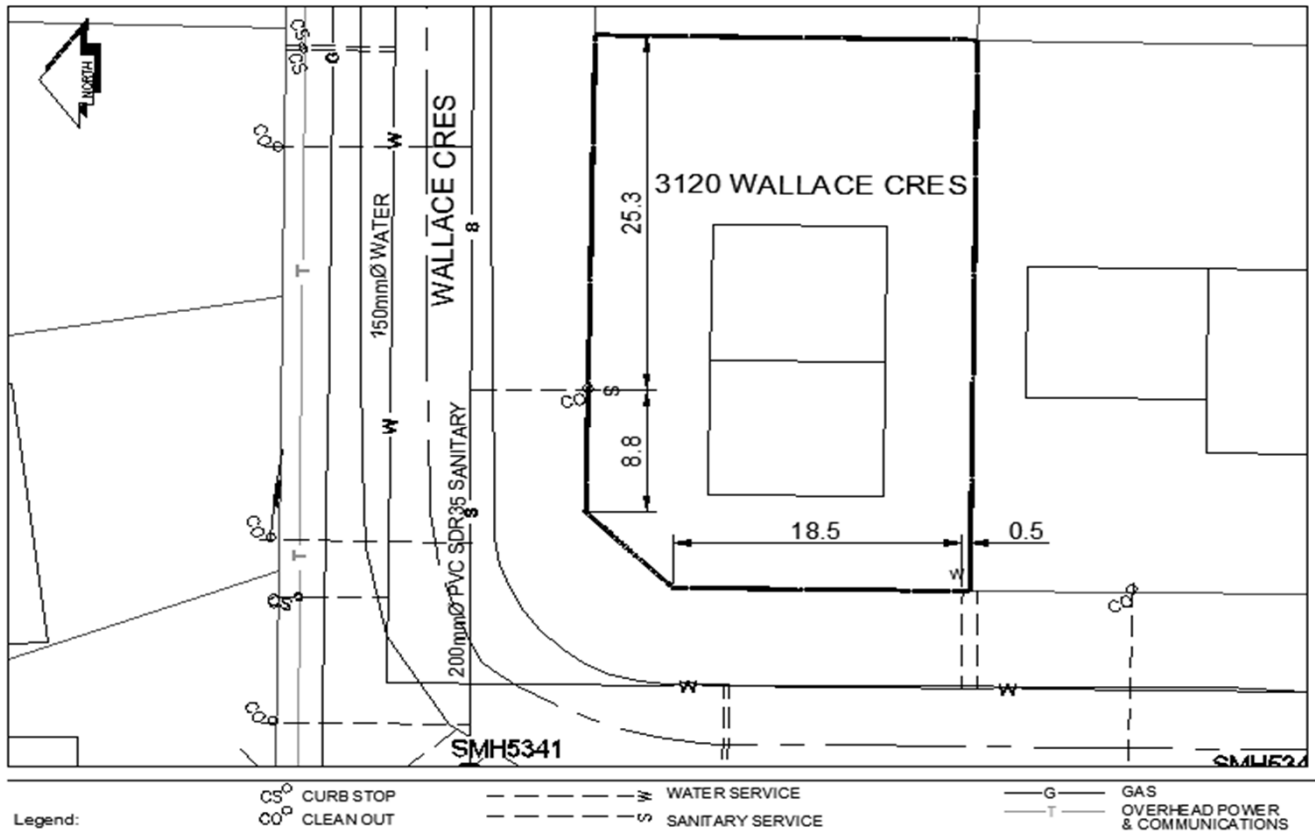 NORTH
CS
CS
G
CO
W
WALLACE CRES
S
3120 WALLACE CRES
25.3
150mmØ WATER
T
CO
S
W
8.8
200mmØ PVC SDR35 SANITARY
S
CO
T
18.5
0.5
W
CO
W
W
CO
SMH5341
SMH534
Legend:
CS CURB STOP
CO CLEAN OUT
W WATER SERVICE
S SANITARY SERVICE
G GAS
T OVERHEAD POWER
& COMMUNICATIONS